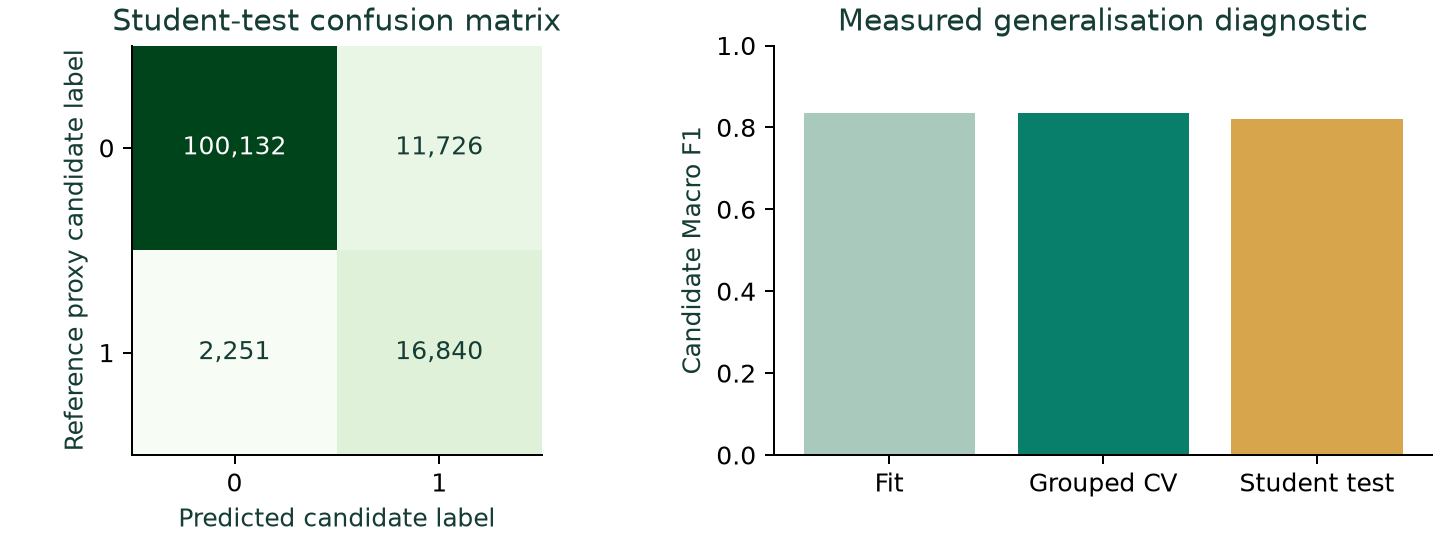 Student-test confusion matrix
Reference proxy candidate label
0
1
100,132
11,726
2,251
16,840
0
1
Predicted candidate label
Measured generalisation diagnostic
Candidate Macro F1
1.0
0.8
0.6
0.4
0.2
0.0
Fit
Grouped CV
Student test